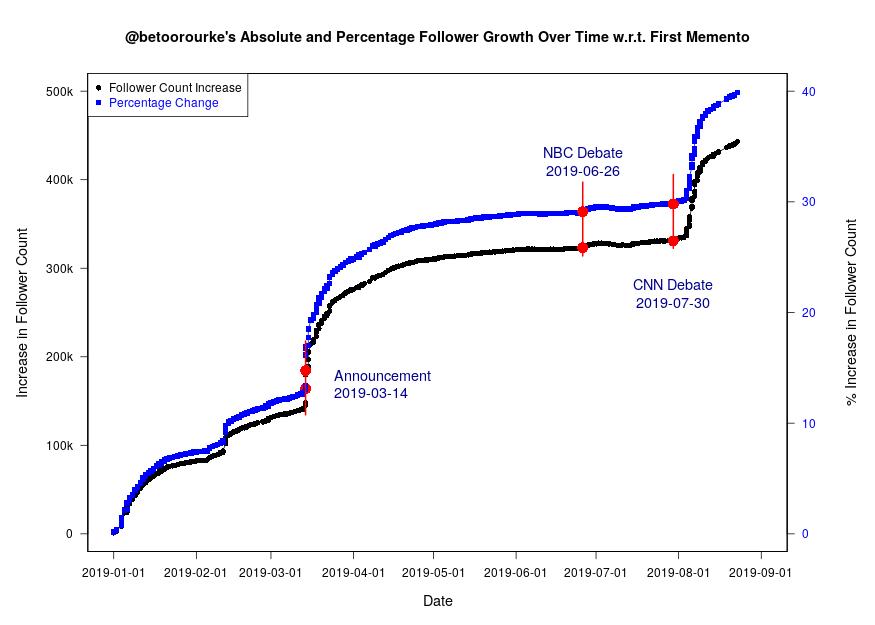 @betoorourke's Absolute and Percentage Follower Growth Over Time w.r.t. First Memento
Follower Count Increase
Percentage Change
500k
400k
300k
200k
100k
0
Increase in Follower Count
40
30
20
10
0
% Increase in Follower Count
NBC Debate
2019-06-26
CNN Debate
2019-07-30
Announcement
2019-03-14
2019-01-01 2019-02-01 2019-03-01 2019-04-01 2019-05-01 2019-06-01 2019-07-01 2019-08-01 2019-09-01
Date